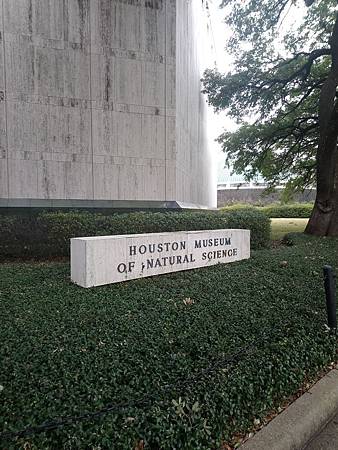 HOUSTON MUSEUM
OF NATURAL SCIENCE